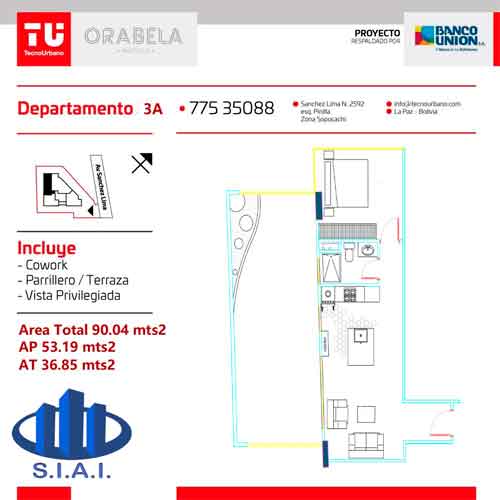 TU
TecnoUrbano
ORABELA
PROYECTO
RESPALDADO POR
BANCO
UNION S.A.
Departamento 3A
• 775 35088
Sanchez Lima N. 2592
esq. Pinilla.
Zona Sopocachi
info@tecnourbano.com
La Paz - Bolivia
Av Sanchez Lima
Incluye
- Cowork
- Parrillero / Terraza
- Vista Privilegiada
Area Total 90.04 mts2
AP 53.19 mts2
AT 36.85 mts2
S.I.A.I.